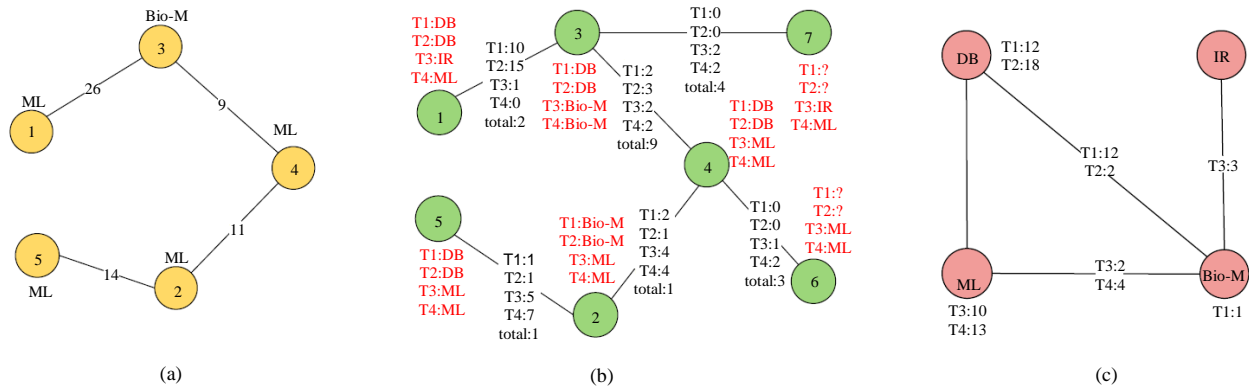 Bio-M
3
26
9
ML
1
ML
4
11
5
ML
14
ML
2
(a)
T1:DB
T2:DB
T3:IR
T4:ML
1
T1:10
T2:15
T3:1
T4:0
total:2
3
T1:DB
T2:DB
T3:Bio-M
T4:Bio-M
T1:0
T2:0
T3:2
T4:2
total:4
7
T1:?
T2:?
T3:IR
T4:ML
T1:2
T2:3
T3:2
T4:2
total:9
T1:DB
T2:DB
T3:ML
T4:ML
4
5
T1:DB
T2:DB
T3:ML
T4:ML
T1:1
T2:1
T3:5
T4:7
total:1
T1:Bio-M
T2:Bio-M
T3:ML
T4:ML
2
T1:2
T2:1
T3:4
T4:4
total:1
T1:0
T2:0
T3:1
T4:2
total:3
T1:?
T2:?
T3:ML
T4:ML
6
(b)
DB
T1:12
T2:18
IR
T1:12
T2:2
T3:3
ML
T3:10
T4:13
T3:2
T4:4
Bio-M
T1:1
(c)